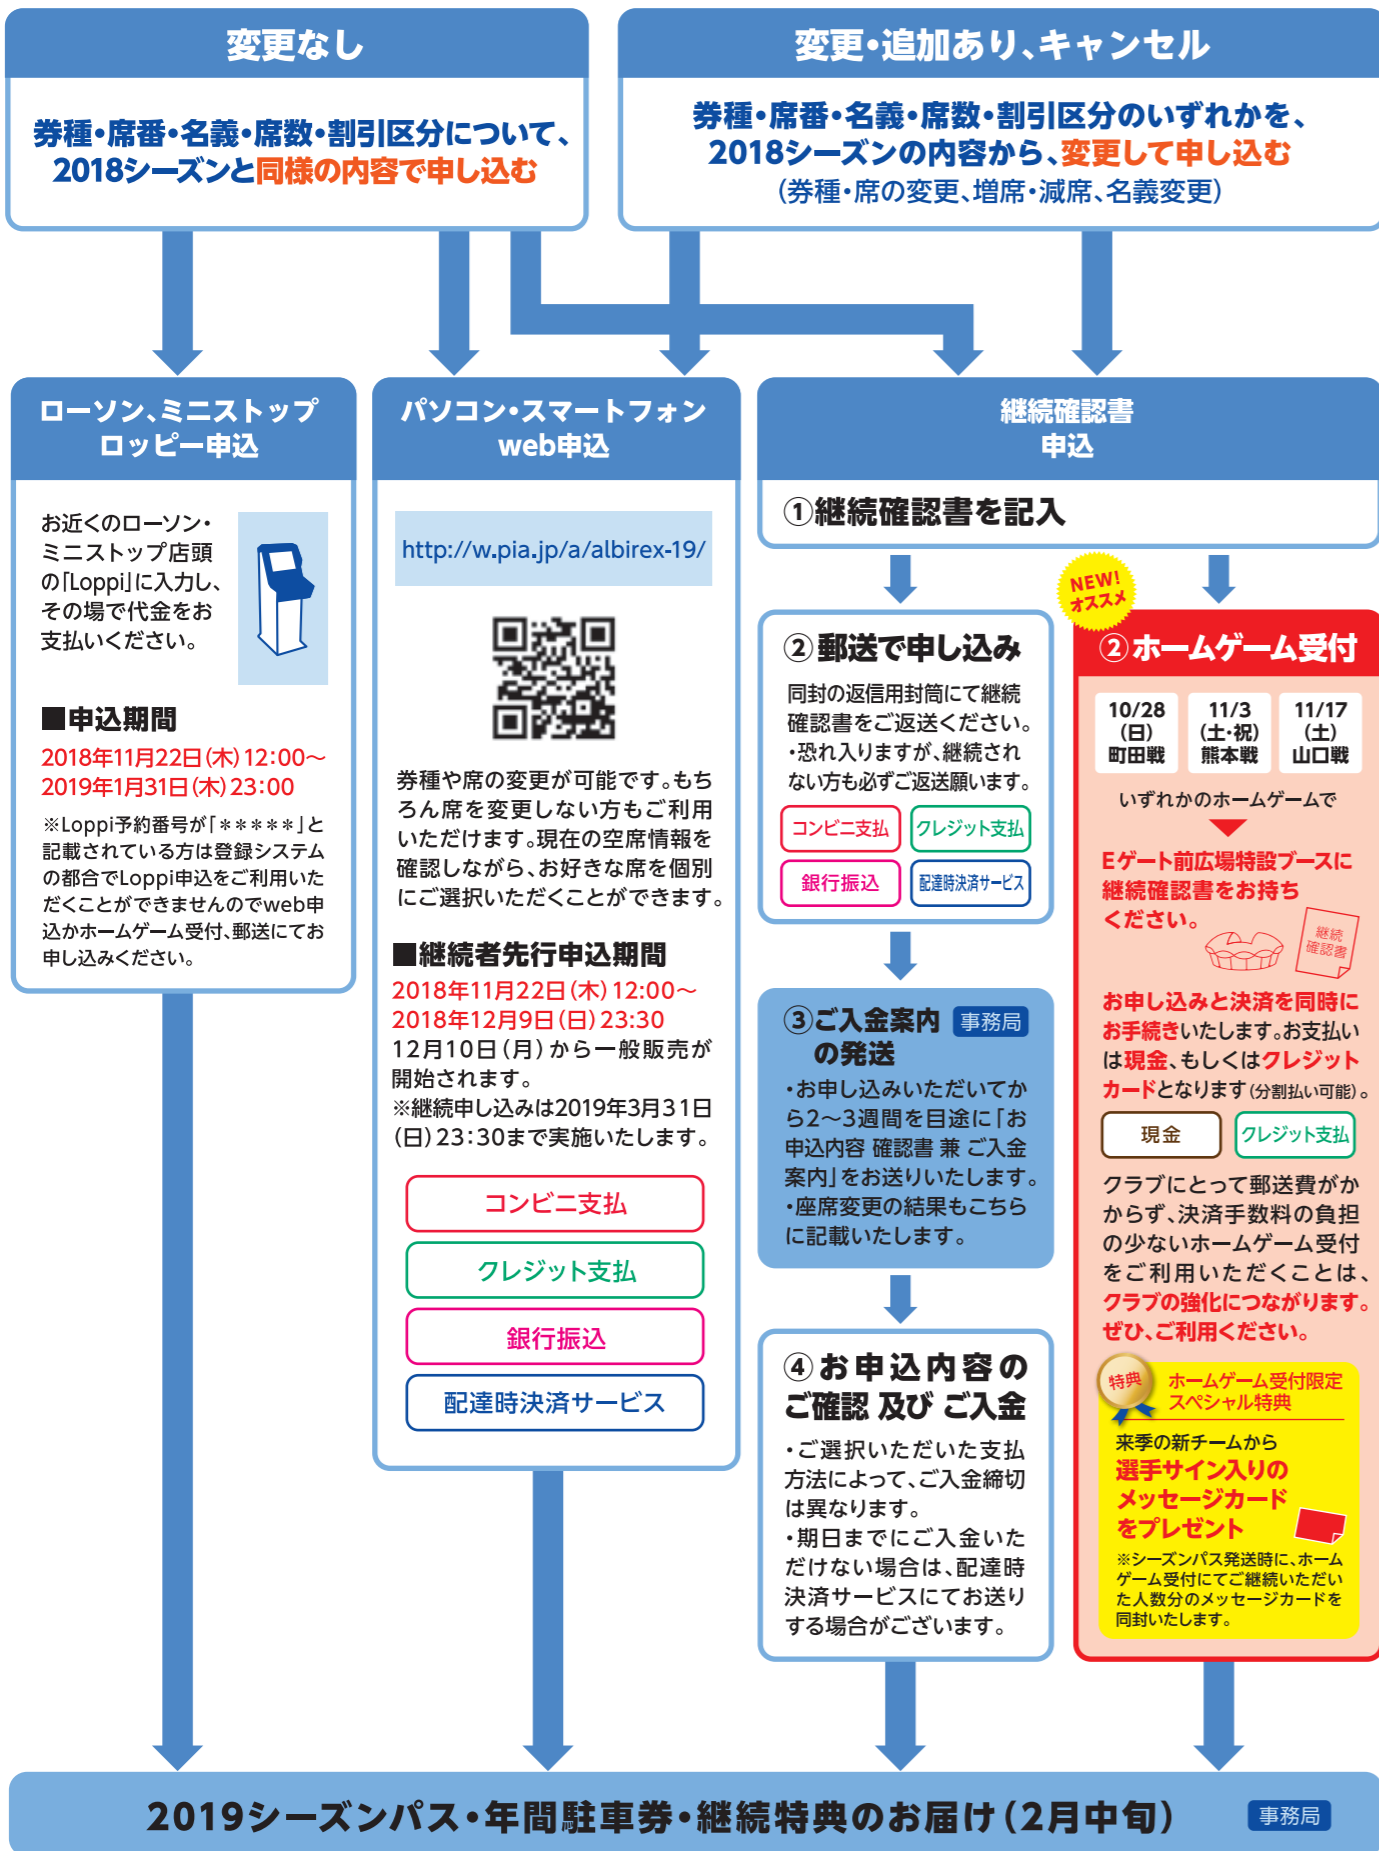 変更なし
券種・席番・名義・席数・割引区分について、
2018シーズンと同様の内容で申し込む
変更・追加あり、キャンセル
券種・席番・名義・席数・割引区分のいずれかを、
2018シーズンの内容から、変更して申し込む
(券種・席の変更、増席・減席、名義変更)
ローソン、ミニストップ
ロッピー申込
お近くのローソン・
ミニストップ店頭
の「Loppi」に入力し、
その場で代金をお
支払いください。
■申込期間
2018年11月22日(木)12:00〜
2019年1月31日(木)23:00
※Loppi予約番号が「＊＊＊＊＊」と
記載されている方は登録システム
の都合でLoppi申込をご利用いた
だくことができませんのでweb申
込かホームゲーム受付、郵送にてお
申し込みください。
パソコン・スマートフォン
web申込
http://w.pia.jp/a/albirex-19/
券種や席の変更が可能です。もち
ろん席を変更しない方もご利用
いただけます。現在の空席情報を
確認しながら、お好きな席を個別
にご選択いただくことができます。
■継続者先行申込期間
2018年11月22日(木)12:00〜
2018年12月9日(日)23:30
12月10日(月)から一般販売が
開始されます。
※継続申し込みは2019年3月31日
(日)23:30まで実施いたします。
コンビニ支払
クレジット支払
銀行振込
配達時決済サービス
継続確認書
申込
①継続確認書を記入
②郵送で申し込み
同封の返信用封筒にて継続
確認書をご返送ください。
・恐れ入りますが、継続され
ない方も必ずご返送願います。
コンビニ支払
クレジット支払
銀行振込
配達時決済サービス
③ご入金案内 事務局
の発送
・お申し込みいただいてか
ら2〜3週間を目途に「お
申込内容 確認書 兼 ご入金
案内」をお送りいたします。
・座席変更の結果もこちら
に記載いたします。
④お申込内容の
ご確認 及び ご入金
・ご選択いただいた支払
方法によって、ご入金締切
は異なります。
・期日までにご入金いた
だけない場合は、配達時
決済サービスにてお送り
する場合がございます。
NEW!
オススメ
②ホームゲーム受付
10/28
(日)
町田戦
11/3
(土・祝)
熊本戦
11/17
(土)
山口戦
いずれかのホームゲームで
Eゲート前広場特設ブースに
継続確認書をお持ち
ください。
継続
確認書
お申し込みと決済を同時に
お手続きいたします。お支払い
は現金、もしくはクレジット
カードとなります(分割払い可能)。
現金
クレジット支払
クラブにとって郵送費がか
からず、決済手数料の負担
の少ないホームゲーム受付
をご利用いただくことは、
クラブの強化につながります。
ぜひ、ご利用ください。
特典
ホームゲーム受付限定
スペシャル特典
来季の新チームから
選手サイン入りの
メッセージカード
をプレゼント
※シーズンパス発送時に、ホーム
ゲーム受付にてご継続いただい
た人数分のメッセージカードを
同封いたします。
2019シーズンパス・年間駐車券・継続特典のお届け(2月中旬) 事務局